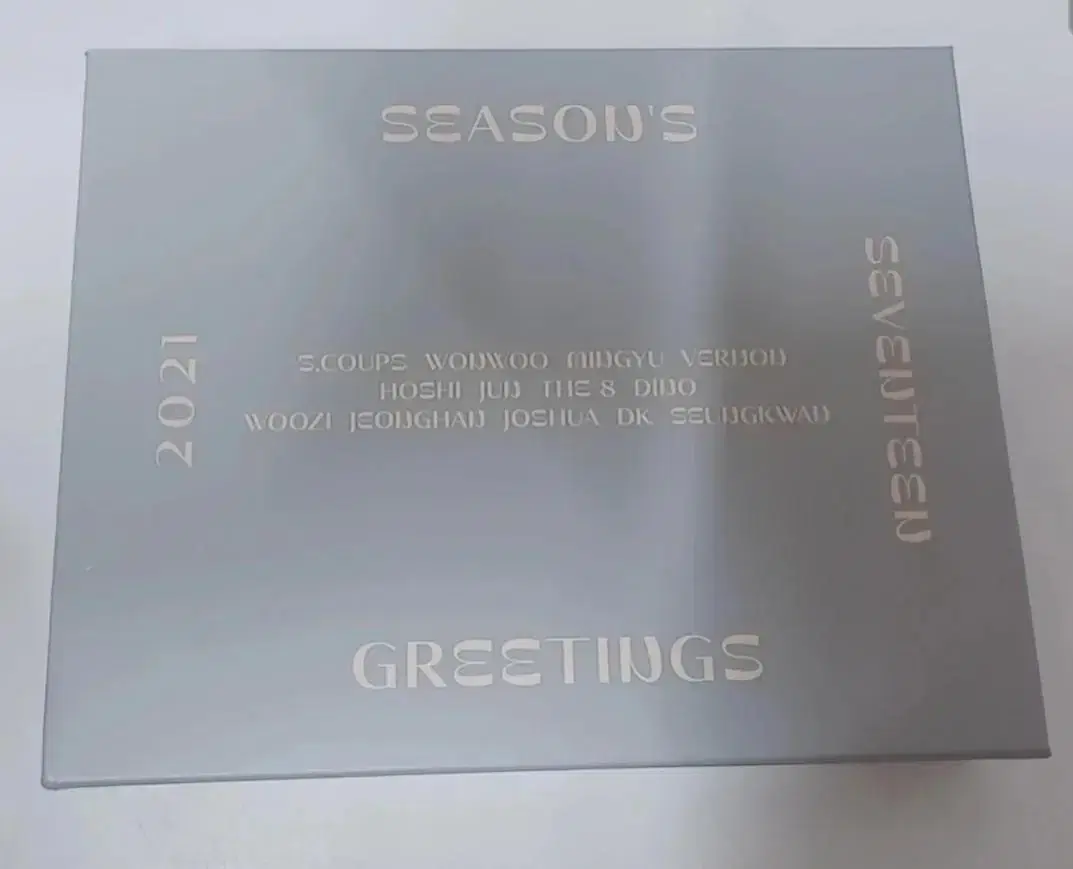 SEASON'S
SEVENTEEN
2021
S.COUPS WONWOO MINGYU VERNON
HOSHI JUN THE 8 DINO
WOOZI JEONGHAN JOSHUA DK SEUNGKWAN
GREETINGS